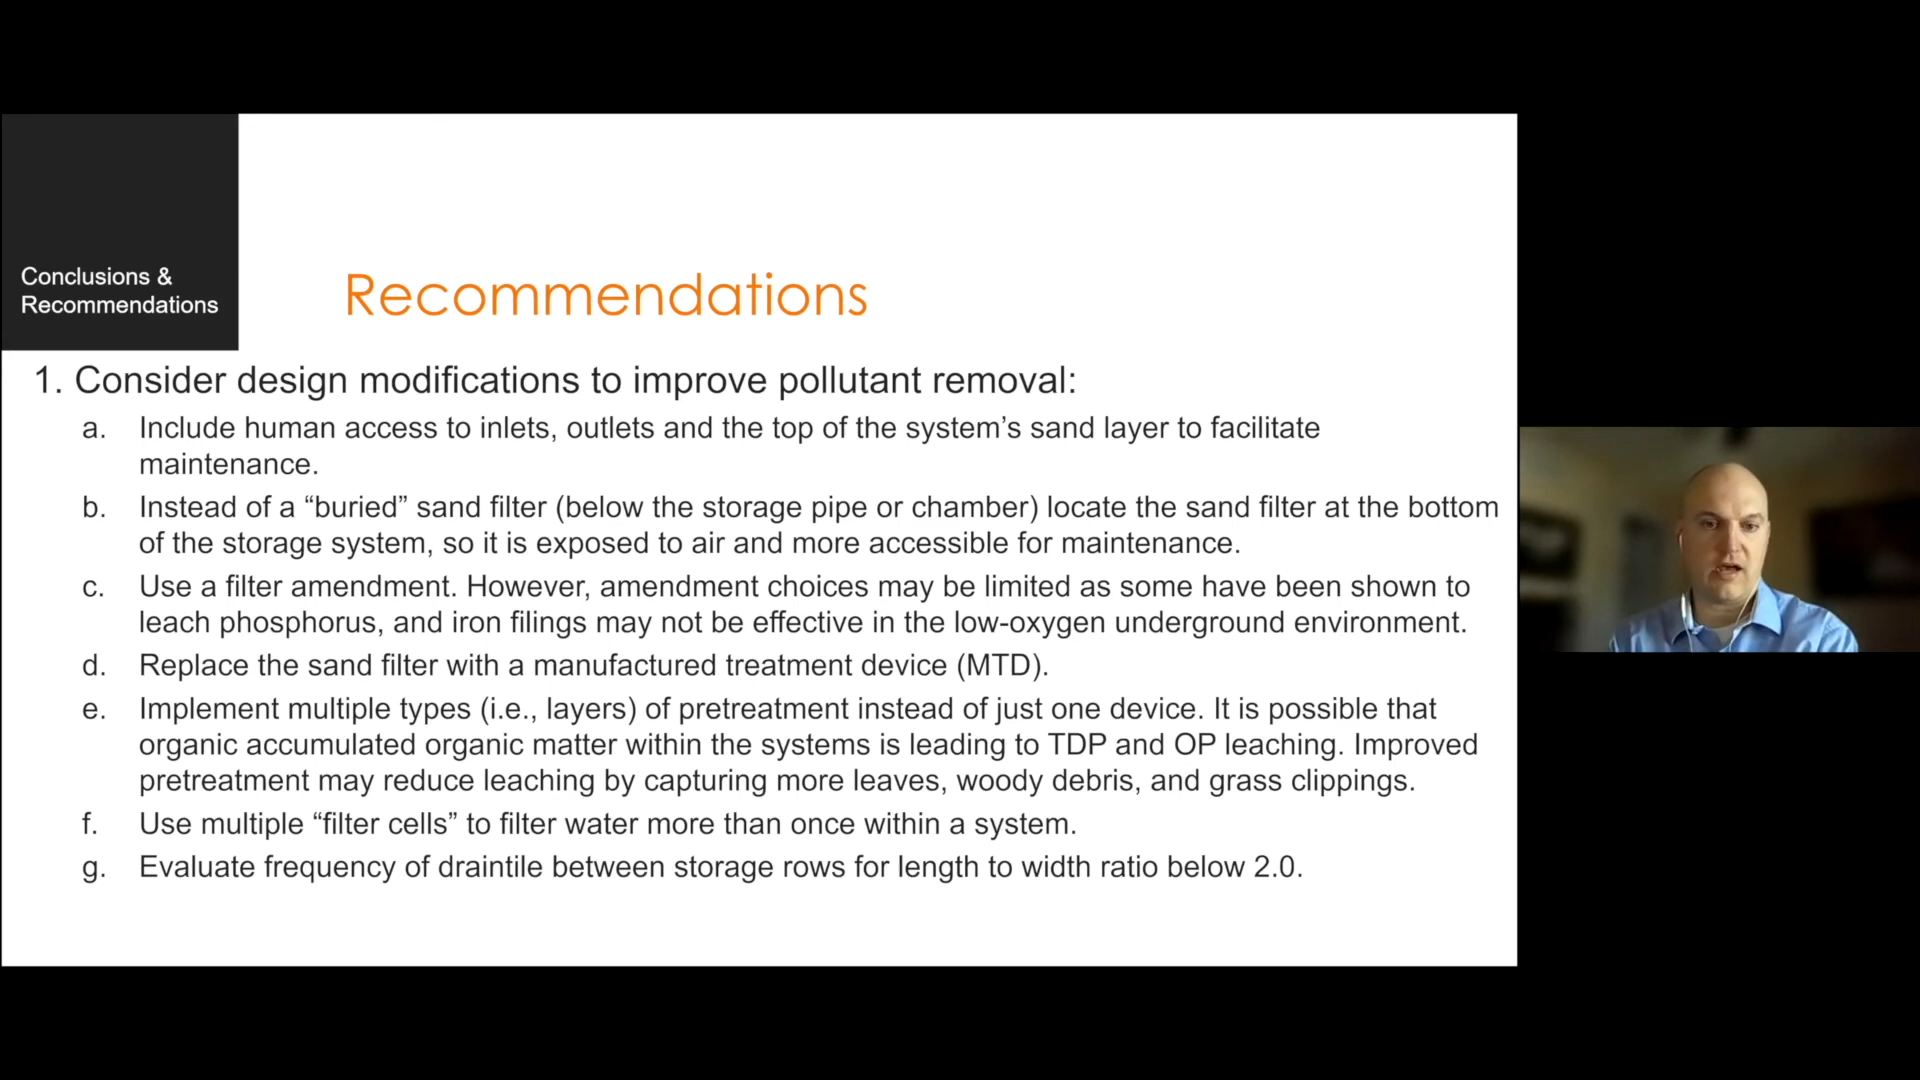 Conclusions &
Recommendations
Recommendations
1. Consider design modifications to improve pollutant removal:
a. Include human access to inlets, outlets and the top of the system’s sand layer to facilitate
maintenance.
b. Instead of a “buried” sand filter (below the storage pipe or chamber) locate the sand filter at the bottom
of the storage system, so it is exposed to air and more accessible for maintenance.
c. Use a filter amendment. However, amendment choices may be limited as some have been shown to
leach phosphorus, and iron filings may not be effective in the low-oxygen underground environment.
d. Replace the sand filter with a manufactured treatment device (MTD).
e. Implement multiple types (i.e., layers) of pretreatment instead of just one device. It is possible that
organic accumulated organic matter within the systems is leading to TDP and OP leaching. Improved
pretreatment may reduce leaching by capturing more leaves, woody debris, and grass clippings.
f. Use multiple “filter cells” to filter water more than once within a system.
g. Evaluate frequency of draintile between storage rows for length to width ratio below 2.0.